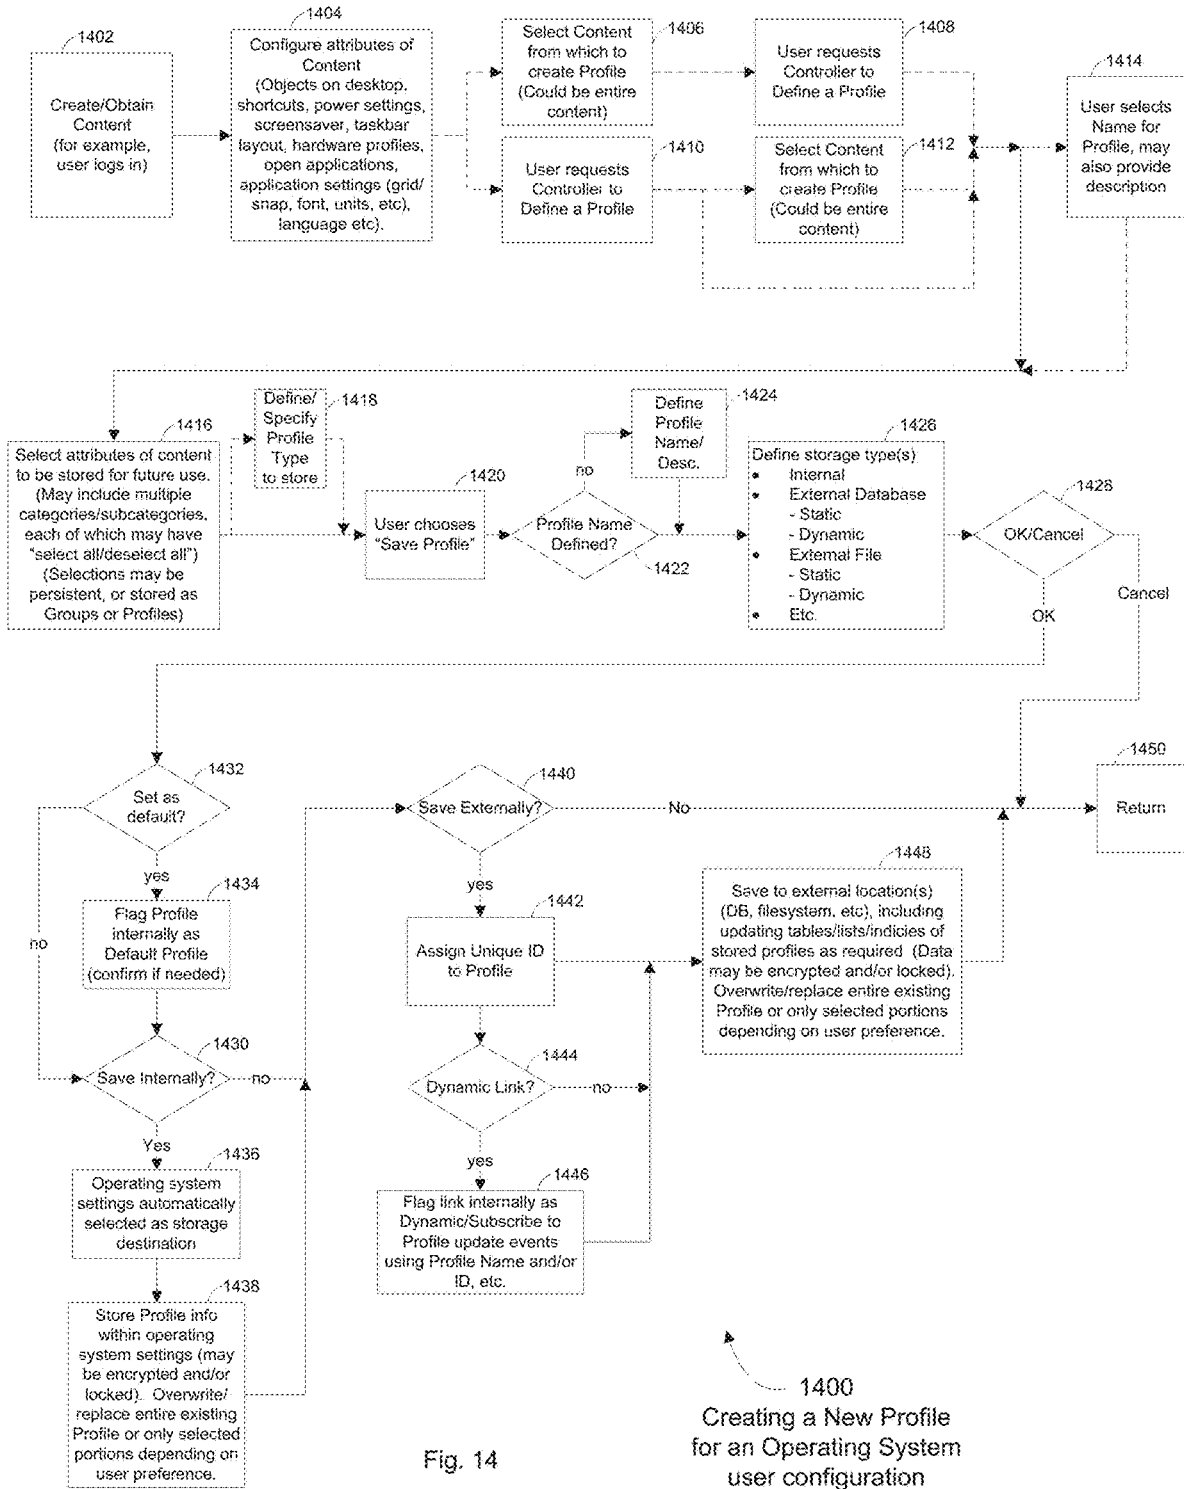 1402
Create/Obtain
Content
(for example,
user logs in)
1404
Configure attributes of
Content
(Objects on desktop,
shortcuts, power settings,
screensaver, taskbar
layout, hardware profiles,
open applications,
application settings (grid/
snap, font, units, etc),
language etc).
1406
Select Content
from which to
create Profile
(Could be entire
content)
1408
User requests
Controller to
Define a Profile
1410
User requests
Controller to
Define a Profile
1412
Select Content
from which to
create Profile
(Could be entire
content)
1414
User selects
Name for
Profile, may
also provide
description
1416
Select attributes of content
to be stored for future use.
(May include multiple
categories/subcategories,
each of which may have
"select all/deselect all")
(Selections may be
persistent, or stored as
Groups or Profiles)
1418
Define/
Specify
Profile
Type
to store
1420
User chooses
"Save Profile"
1422
Profile Name
Defined?
no
1424
Define
Profile
Name/
Desc.
1426
Define storage type(s)
• Internal
• External Database
- Static
- Dynamic
• External File
- Static
- Dynamic
• Etc.
1428
OK/Cancel
Cancel
OK
1432
Set as
default?
yes
no
1434
Flag Profile
internally as
Default Profile
(confirm if needed)
1430
Save Internally?
no
Yes
1436
Operating system
settings automatically
selected as storage
destination
1438
Store Profile info
within operating
system settings (may
be encrypted and/or
locked). Overwrite/
replace entire existing
Profile or only selected
portions depending on
user preference.
1440
Save Externally?
No
yes
1442
Assign Unique ID
to Profile
1444
Dynamic Link?
no
yes
1446
Flag link internally as
Dynamic/Subscribe to
Profile update events
using Profile Name and/or
ID, etc.
1448
Save to external location(s)
(DB, filesystem, etc), including
updating tables/lists/indicies of
stored profiles as required (Data
may be encrypted and/or locked).
Overwrite/replace entire existing
Profile or only selected portions
depending on user preference.
1450
Return
Fig. 14
1400
Creating a New Profile
for an Operating System
user configuration